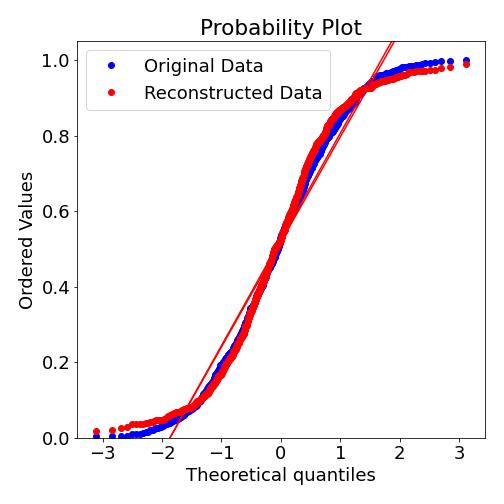 Probability Plot
Original Data
Reconstructed Data
1.0
0.8
0.6
0.4
0.2
0.0
Ordered Values
−3 −2 −1 0 1 2 3
Theoretical quantiles